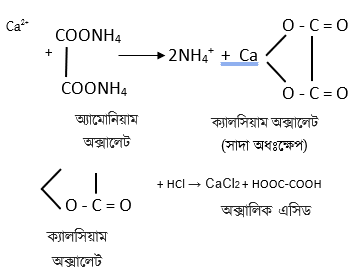 Ca²⁺
+
COONH4
COONH4
অ্যামোনিয়াম
অক্সালেট
2NH₄⁺ + Ca
O - C = O
O - C = O
ক্যালসিয়াম অক্সালেট
(সাদা অধঃক্ষেপ)
+ HCl → CaCl2 + HOOC-COOH
O - C = O
অক্সালিক এসিড
ক্যালসিয়াম
অক্সালেট